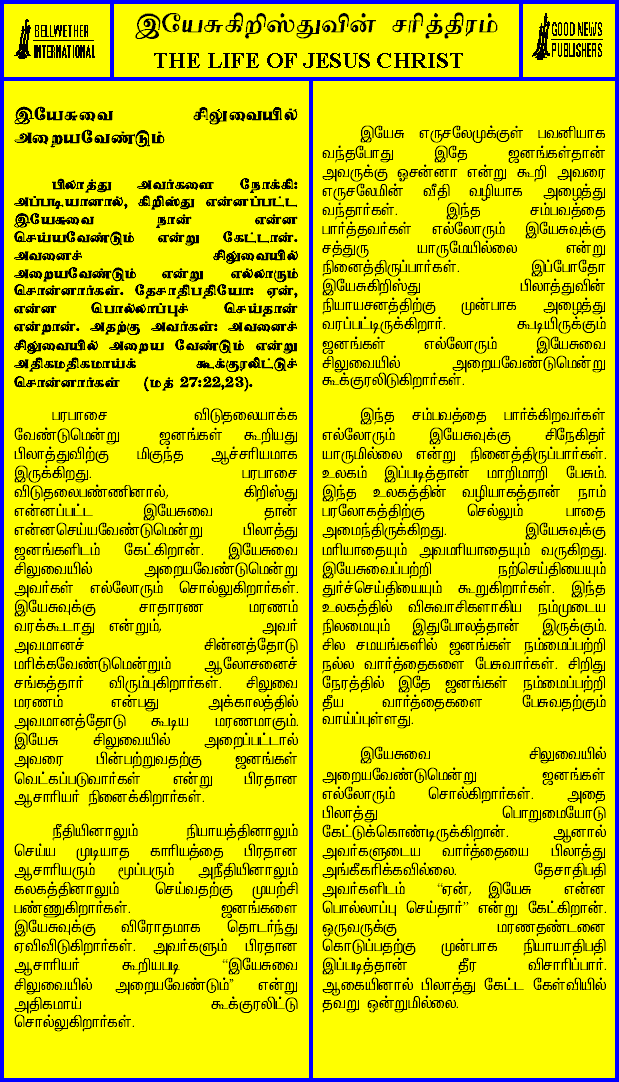 BELLWETHER
INTERNATIONAL
இயேசுகிறிஸ்துவின் சரித்திரம்
THE LIFE OF JESUS CHRIST
GOOD NEWS
PUBLISHERS
இயேசுவை சிலுவையில்
அறையவேண்டும்
பிலாத்து அவர்களை நோக்கி:
அப்படியானால், கிறிஸ்து என்னப்பட்ட
இயேசுவை நான் என்ன
செய்யவேண்டும் என்று கேட்டான்.
அவனைச் சிலுவையில்
அறையவேண்டும் என்று எல்லாரும்
சொன்னார்கள். தேசாதிபதியோ: ஏன்,
என்ன பொல்லாப்புச் செய்தான்
என்றான். அதற்கு அவர்கள்: அவனைச்
சிலுவையில் அறைய வேண்டும் என்று
அதிகமதிகமாய்க் கூக்குரலிட்டுச்
சொன்னார்கள் (மத் 27:22,23).
பரபாசை விடுதலையாக்க
வேண்டுமென்று ஜனங்கள் கூறியது
பிலாத்துவிற்கு மிகுந்த ஆச்சரியமாக
இருக்கிறது. பரபாசை
விடுதலைபண்ணினால், கிறிஸ்து
என்னப்பட்ட இயேசுவை தான்
என்னசெய்யவேண்டுமென்று பிலாத்து
ஜனங்களிடம் கேட்கிறான். இயேசுவை
சிலுவையில் அறையவேண்டுமென்று
அவர்கள் எல்லோரும் சொல்லுகிறார்கள்.
இயேசுவுக்கு சாதாரண மரணம்
வரக்கூடாது என்றும், அவர்
அவமானச் சின்னத்தோடு
மரிக்கவேண்டுமென்றும் ஆலோசனைச்
சங்கத்தார் விரும்புகிறார்கள். சிலுவை
மரணம் என்பது அக்காலத்தில்
அவமானத்தோடு கூடிய மரணமாகும்.
இயேசு சிலுவையில் அறைப்பட்டால்
அவரை பின்பற்றுவதற்கு ஜனங்கள்
வெட்கப்படுவார்கள் என்று பிரதான
ஆசாரியர் நினைக்கிறார்கள்.
நீதியினாலும் நியாயத்தினாலும்
செய்ய முடியாத காரியத்தை பிரதான
ஆசாரியரும் மூப்பரும் அநீதியினாலும்
கலகத்தினாலும் செய்வதற்கு முயற்சி
பண்ணுகிறார்கள். ஜனங்களை
இயேசுவுக்கு விரோதமாக தொடர்ந்து
ஏவிவிடுகிறார்கள். அவர்களும் பிரதான
ஆசாரியர் கூறியபடி “இயேசுவை
சிலுவையில் அறையவேண்டும்” என்று
அதிகமாய் கூக்குரலிட்டு
சொல்லுகிறார்கள்.
இயேசு எருசலேமுக்குள் பவனியாக
வந்தபோது இதே ஜனங்கள்தான்
அவருக்கு ஓசன்னா என்று கூறி அவரை
எருசலேமின் வீதி வழியாக அழைத்து
வந்தார்கள். இந்த சம்பவத்தை
பார்த்தவர்கள் எல்லோரும் இயேசுவுக்கு
சத்துரு யாருமேயில்லை என்று
நினைத்திருப்பார்கள். இப்போதோ
இயேசுகிறிஸ்து பிலாத்துவின்
நியாயசனத்திற்கு முன்பாக அழைத்து
வரப்பட்டிருக்கிறார். கூடியிருக்கும்
ஜனங்கள் எல்லோரும் இயேசுவை
சிலுவையில் அறையவேண்டுமென்று
கூக்குரலிடுகிறார்கள்.
இந்த சம்பவத்தை பார்க்கிறவர்கள்
எல்லோரும் இயேசுவுக்கு சிநேகிதர்
யாருமில்லை என்று நினைத்திருப்பார்கள்.
உலகம் இப்படித்தான் மாறிமாறி பேசும்.
இந்த உலகத்தின் வழியாகத்தான் நாம்
பரலோகத்திற்கு செல்லும் பாதை
அமைந்திருக்கிறது. இயேசுவுக்கு
மரியாதையும் அவமரியாதையும் வருகிறது.
இயேசுவைப்பற்றி நற்செய்தியையும்
துர்ச்செய்தியையும் கூறுகிறார்கள். இந்த
உலகத்தில் விசுவாசிகளாகிய நம்முடைய
நிலமையும் இதுபோலத்தான் இருக்கும்.
சில சமயங்களில் ஜனங்கள் நம்மைப்பற்றி
நல்ல வார்த்தைகளை பேசுவார்கள். சிறிது
நேரத்தில் இதே ஜனங்கள் நம்மைப்பற்றி
தீய வார்த்தைகளை பேசுவதற்கும்
வாய்ப்புள்ளது.
இயேசுவை சிலுவையில்
அறையவேண்டுமென்று ஜனங்கள்
எல்லோரும் சொல்கிறார்கள். அதை
பிலாத்து பொறுமையோடு
கேட்டுக்கொண்டிருக்கிறான். ஆனால்
அவர்களுடைய வார்த்தையை பிலாத்து
அங்கீகரிக்கவில்லை. தேசாதிபதி
அவர்களிடம் “ஏன், இயேசு என்ன
பொல்லாப்பு செய்தார்” என்று கேட்கிறான்.
ஒருவருக்கு மரணதண்டனை
கொடுப்பதற்கு முன்பாக நியாயாதிபதி
இப்படித்தான் தீர விசாரிப்பார்.
ஆகையினால் பிலாத்து கேட்ட கேள்வியில்
தவறு ஒன்றுமில்லை.